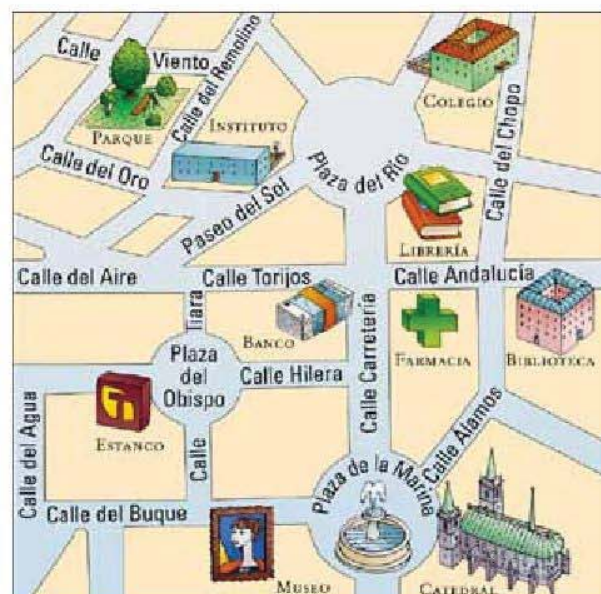 Calle Viento
Calle del Remolino
PARQUE
INSTITUTO
COLEGIO
Calle del Oro
Calle del Chopo
Plaza del Río
Paseo del Sol
LIBRERÍA
Calle del Aire
Calle Torijos
Calle Andalucía
Calle Tiara
BANCO
Calle Carretería
FARMACIA
BIBLIOTECA
Plaza
del
Obispo
Calle Hilera
ESTANCO
Calle del Agua
Calle Alamos
Plaza de la Marina
Calle del Buque
MUSEO
CATEDRAL